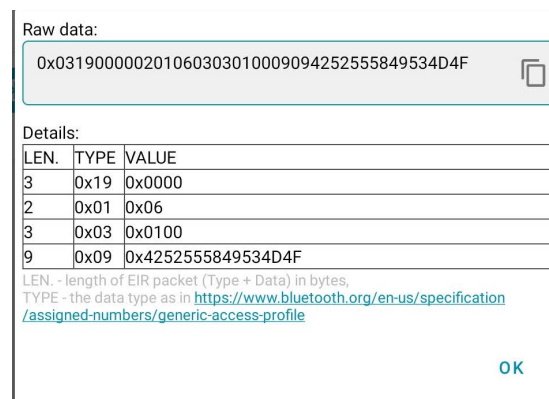 Raw data:
0x031900000201060303010009094252555849534D4F
Details:
LEN. TYPE VALUE
3 0x19 0x0000
2 0x01 0x06
3 0x03 0x0100
9 0x09 0x4252555849534D4F
LEN. - length of EIR packet (Type + Data) in bytes,
TYPE - the data type as in https://www.bluetooth.org/en-us/specification
/assigned-numbers/generic-access-profile
OK